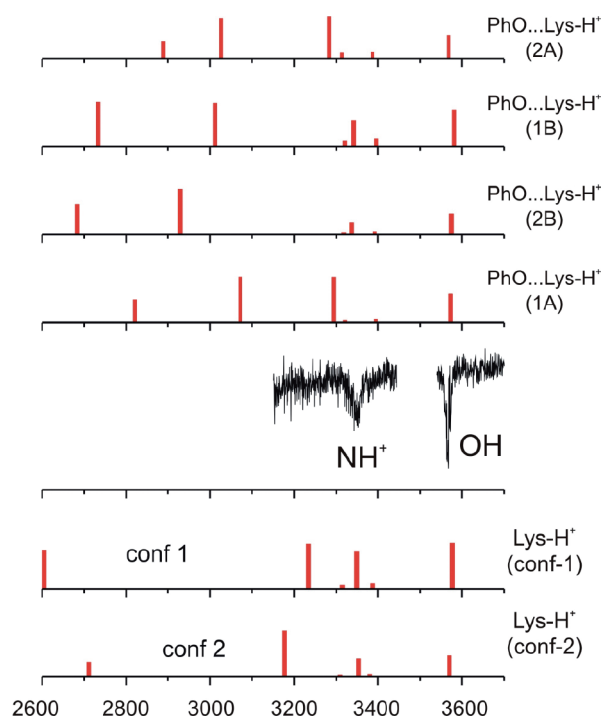 PhO...Lys-H⁺
(2A)
PhO...Lys-H⁺
(1B)
PhO...Lys-H⁺
(2B)
PhO...Lys-H⁺
(1A)
NH⁺
OH
conf 1
Lys-H⁺
(conf-1)
conf 2
Lys-H⁺
(conf-2)
2600 2800 3000 3200 3400 3600